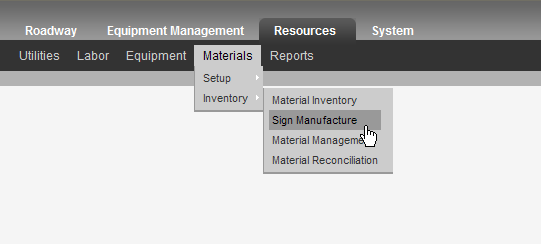 Roadway Equipment Management Resources System
Utilities Labor Equipment Materials Reports
Setup
Inventory
Material Inventory
Sign Manufacture
Material Manageme
Material Reconciliation